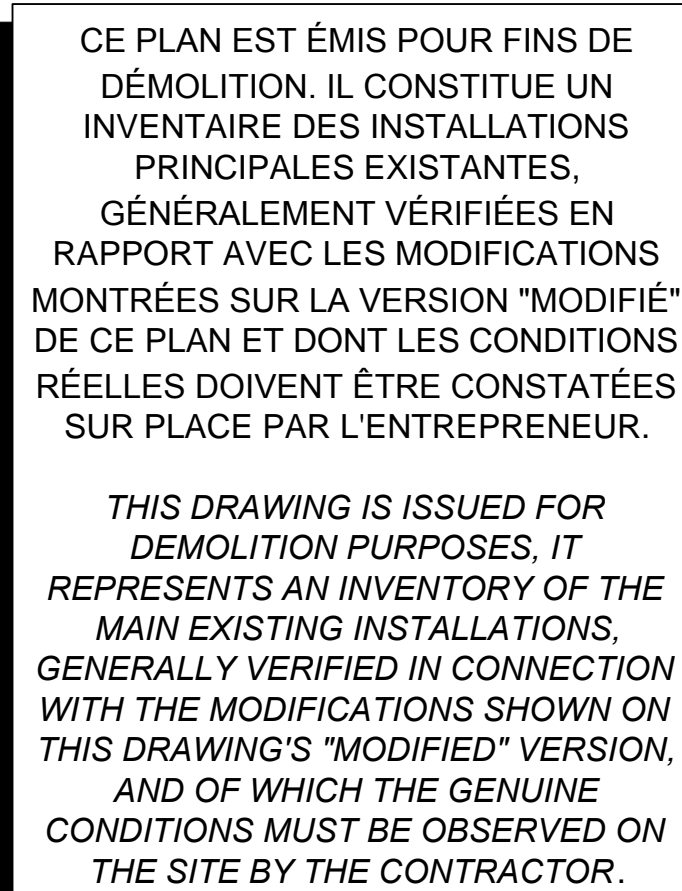 CE PLAN EST ÉMIS POUR FINS DE
DÉMOLITION. IL CONSTITUE UN
INVENTAIRE DES INSTALLATIONS
PRINCIPALES EXISTANTES,
GÉNÉRALEMENT VÉRIFIÉES EN
RAPPORT AVEC LES MODIFICATIONS
MONTRÉES SUR LA VERSION "MODIFIÉ"
DE CE PLAN ET DONT LES CONDITIONS
RÉELLES DOIVENT ÊTRE CONSTATÉES
SUR PLACE PAR L'ENTREPRENEUR.
THIS DRAWING IS ISSUED FOR
DEMOLITION PURPOSES, IT
REPRESENTS AN INVENTORY OF THE
MAIN EXISTING INSTALLATIONS,
GENERALLY VERIFIED IN CONNECTION
WITH THE MODIFICATIONS SHOWN ON
THIS DRAWING'S "MODIFIED" VERSION,
AND OF WHICH THE GENUINE
CONDITIONS MUST BE OBSERVED ON
THE SITE BY THE CONTRACTOR.